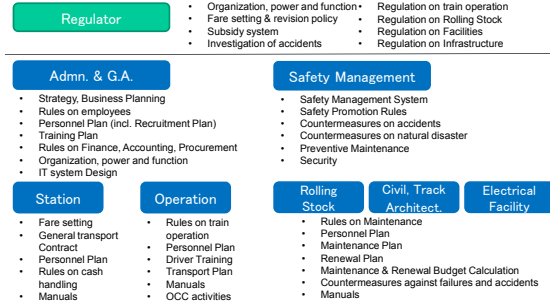 Regulator
• Organization, power and function
• Fare setting & revision policy
• Subsidy system
• Investigation of accidents
• Regulation on train operation
• Regulation on Rolling Stock
• Regulation on Facilities
• Regulation on Infrastructure
Admn. & G.A.
• Strategy, Business Planning
• Rules on employees
• Personnel Plan (incl. Recruitment Plan)
• Training Plan
• Rules on Finance, Accounting, Procurement
• Organization, power and function
• IT system Design
Safety Management
• Safety Management System
• Safety Promotion Rules
• Countermeasures on accidents
• Countermeasures on natural disaster
• Preventive Maintenance
• Security
Station
• Fare setting
• General transport
Contract
• Personnel Plan
• Rules on cash
handling
• Manuals
Operation
• Rules on train
operation
• Personnel Plan
• Driver Training
• Transport Plan
• Manuals
• OCC activities
Rolling
Stock
Civil, Track
Architect.
Electrical
Facility
• Rules on Maintenance
• Personnel Plan
• Maintenance Plan
• Renewal Plan
• Maintenance & Renewal Budget Calculation
• Countermeasures against failures and accidents
• Manuals